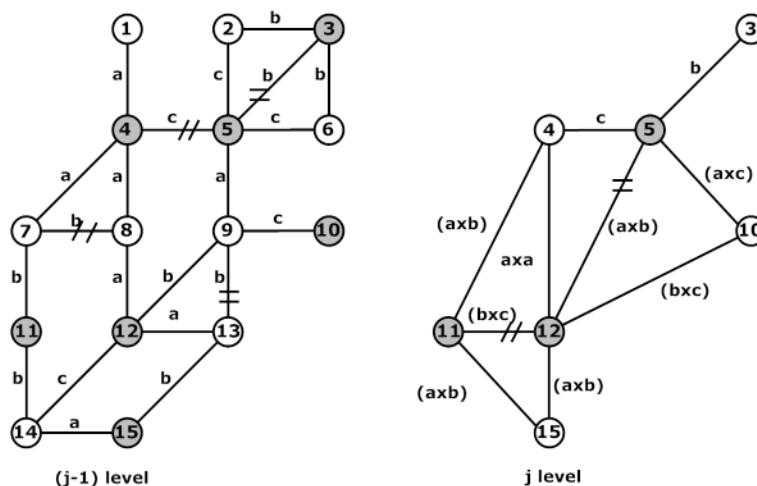 1 2 b 3 3
a c b b b
4 c 5 c 6 4 c 5
a a a (axc)
7 b 8 9 c 10 (axb) axa (axb) 10
b a b b (bxc)
11 12 a 13 11 (bxc) 12
b c b (axb) (axb)
14 a 15 15
(j-1) level j level